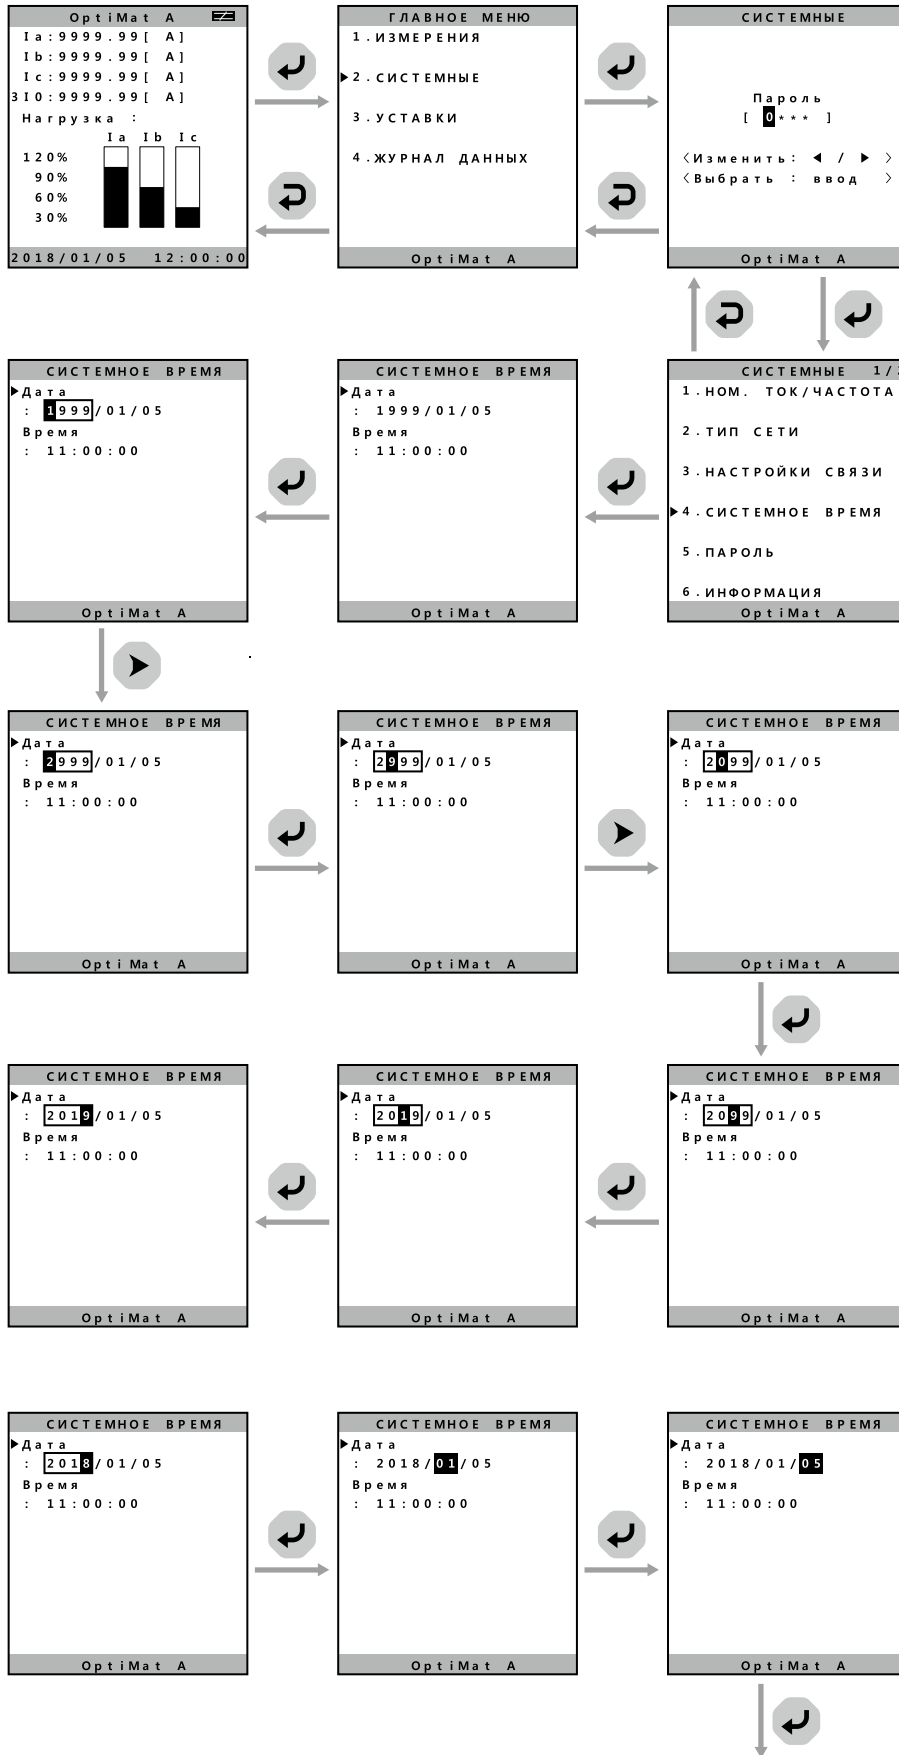 OptiMat A
Ia:9999.99[ A]
Ib:9999.99[ A]
Ic:9999.99[ A]
3I0:9999.99[ A]
Нагрузка :
Ia Ib Ic
120%
90%
60%
30%
2018/01/05 12:00:00
ГЛАВНОЕ МЕНЮ
1.ИЗМЕРЕНИЯ
2.СИСТЕМНЫЕ
3.УСТАВКИ
4.ЖУРНАЛ ДАННЫХ
OptiMat A
СИСТЕМНЫЕ
Пароль
[ 0*** ]
〈Изменить: ◀ / ▶ 〉
〈Выбрать : ввод 〉
OptiMat A
СИСТЕМНОЕ ВРЕМЯ
Дата
: 1999/01/05
Время
: 11:00:00
OptiMat A
СИСТЕМНОЕ ВРЕМЯ
Дата
: 1999/01/05
Время
: 11:00:00
OptiMat A
СИСТЕМНЫЕ 1/
1.НОМ. ТОК/ЧАСТОТА
2.ТИП СЕТИ
3.НАСТРОЙКИ СВЯЗИ
4.СИСТЕМНОЕ ВРЕМЯ
5.ПАРОЛЬ
6.ИНФОРМАЦИЯ
OptiMat A
СИСТЕМНОЕ ВРЕМЯ
Дата
: 2999/01/05
Время
: 11:00:00
OptiMat A
СИСТЕМНОЕ ВРЕМЯ
Дата
: 2999/01/05
Время
: 11:00:00
OptiMat A
СИСТЕМНОЕ ВРЕМЯ
Дата
: 2099/01/05
Время
: 11:00:00
OptiMat A
СИСТЕМНОЕ ВРЕМЯ
Дата
: 2019/01/05
Время
: 11:00:00
OptiMat A
СИСТЕМНОЕ ВРЕМЯ
Дата
: 2019/01/05
Время
: 11:00:00
OptiMat A
СИСТЕМНОЕ ВРЕМЯ
Дата
: 2099/01/05
Время
: 11:00:00
OptiMat A
СИСТЕМНОЕ ВРЕМЯ
Дата
: 2018/01/05
Время
: 11:00:00
OptiMat A
СИСТЕМНОЕ ВРЕМЯ
Дата
: 2018/01/05
Время
: 11:00:00
OptiMat A
СИСТЕМНОЕ ВРЕМЯ
Дата
: 2018/01/05
Время
: 11:00:00
OptiMat A